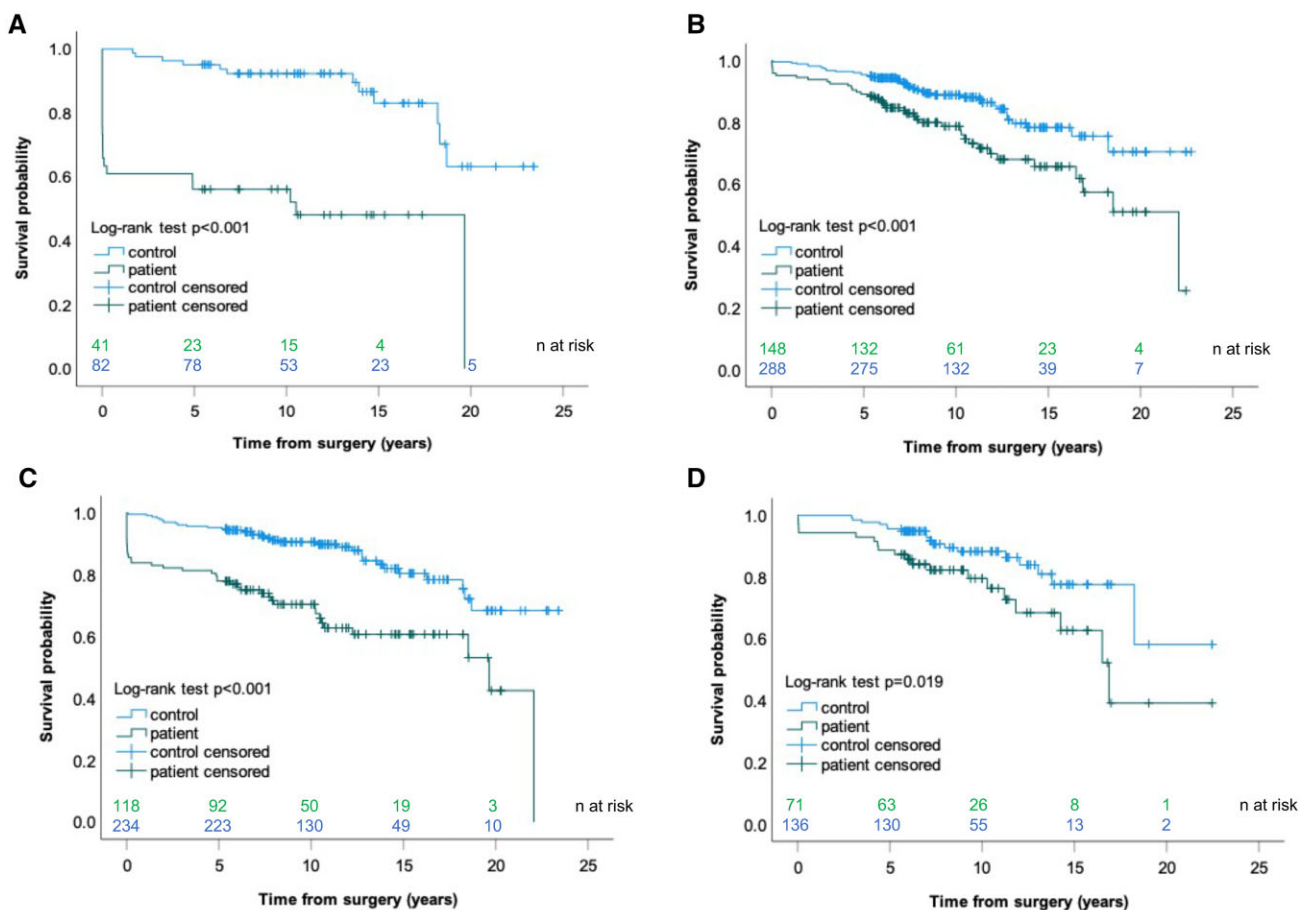 A
Survival probability
1.0
0.8
0.6
0.4
0.2
0.0
Log-rank test p<0.001
control
patient
control censored
patient censored
41 23 15 4 n at risk
82 78 53 23 5
0 5 10 15 20 25
Time from surgery (years)
B
Survival probability
1.0
0.8
0.6
0.4
0.2
0.0
Log-rank test p<0.001
control
patient
control censored
patient censored
148 132 61 23 4 n at risk
288 275 132 39 7
0 5 10 15 20 25
Time from surgery (years)
C
Survival probability
1.0
0.8
0.6
0.4
0.2
0.0
Log-rank test p<0.001
control
patient
control censored
patient censored
118 92 50 19 3 n at risk
234 223 130 49 10
0 5 10 15 20 25
Time from surgery (years)
D
Survival probability
1.0
0.8
0.6
0.4
0.2
0.0
Log-rank test p=0.019
control
patient
control censored
patient censored
71 63 26 8 1 n at risk
136 130 55 13 2
0 5 10 15 20 25
Time from surgery (years)